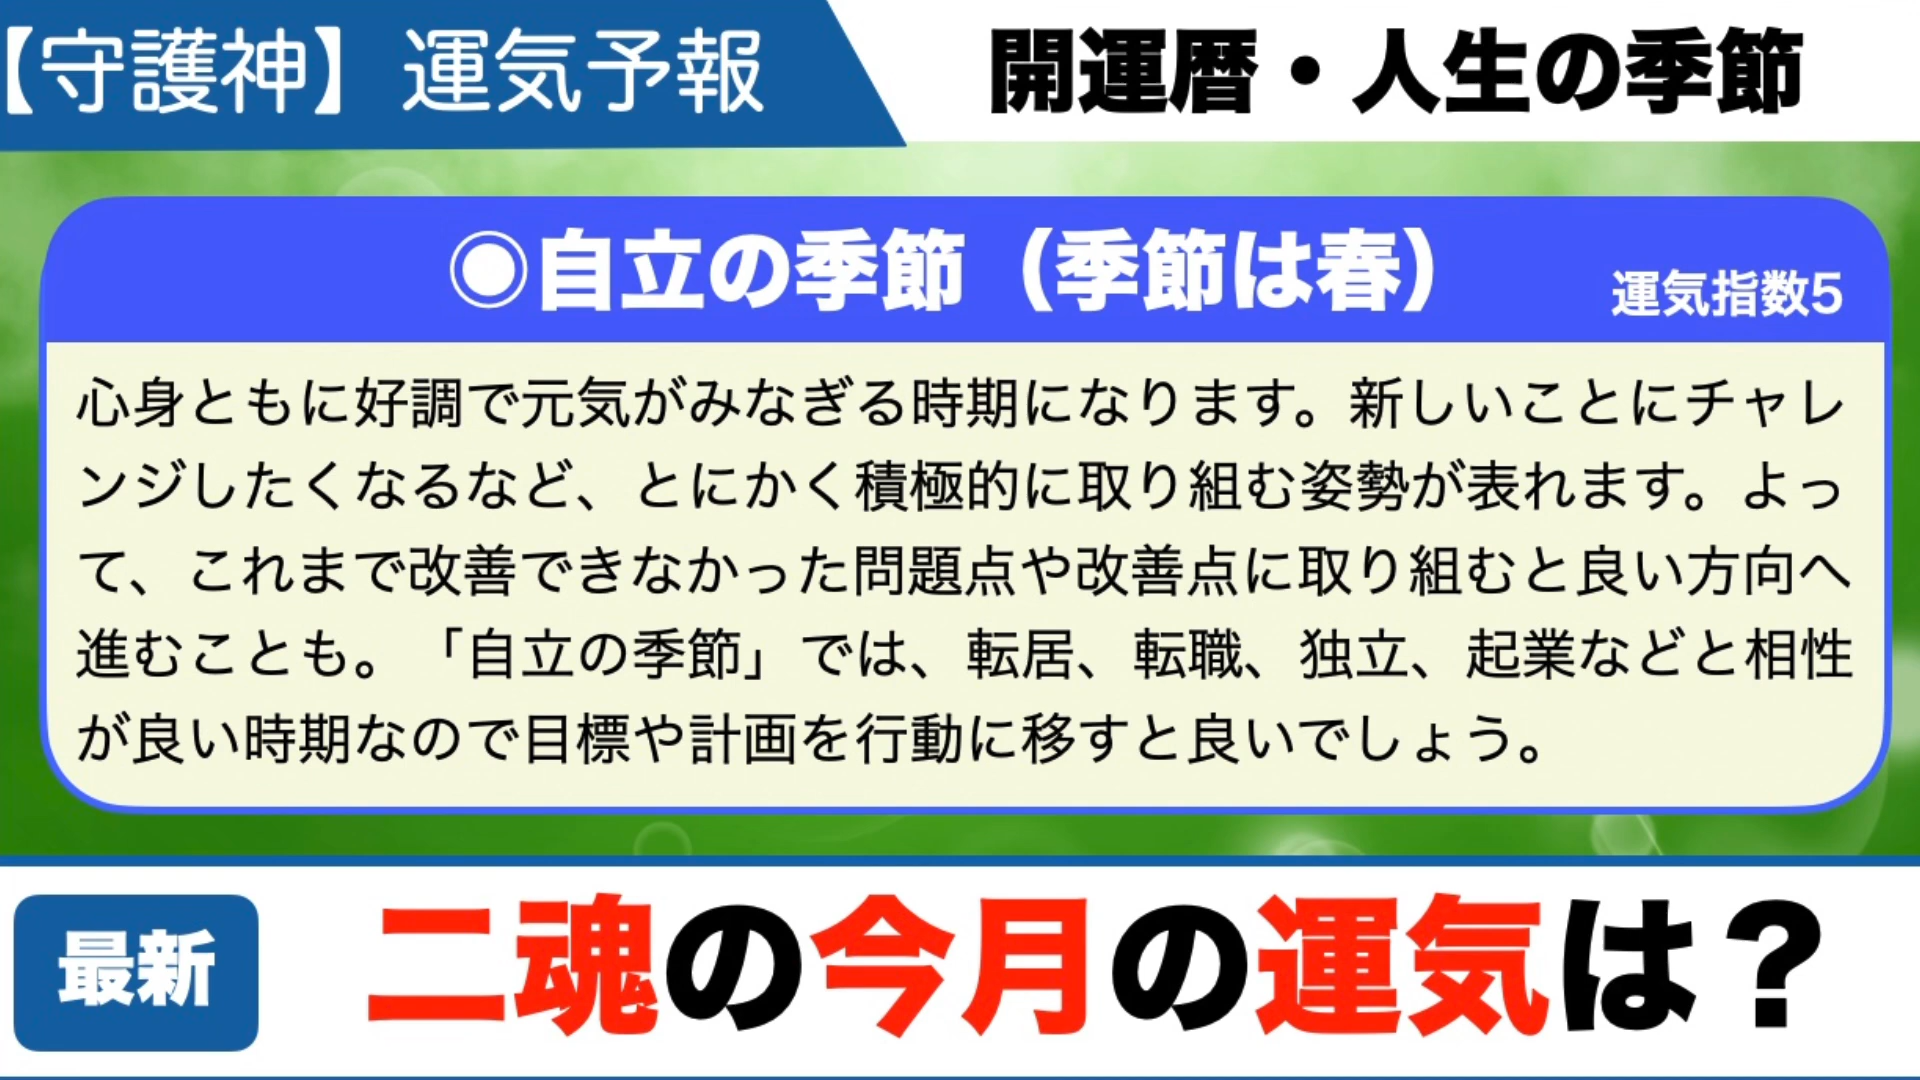 【守護神】運気予報
開運暦・人生の季節
◉自立の季節（季節は春）
運気指数5
心身ともに好調で元気がみなぎる時期になります。新しいことにチャレ
ンジしたくなるなど、とにかく積極的に取り組む姿勢が表れます。よっ
て、これまで改善できなかった問題点や改善点に取り組むと良い方向へ
進むことも。「自立の季節」では、転居、転職、独立、起業などと相性
が良い時期なので目標や計画を行動に移すと良いでしょう。
最新
二魂の今月の運気は？